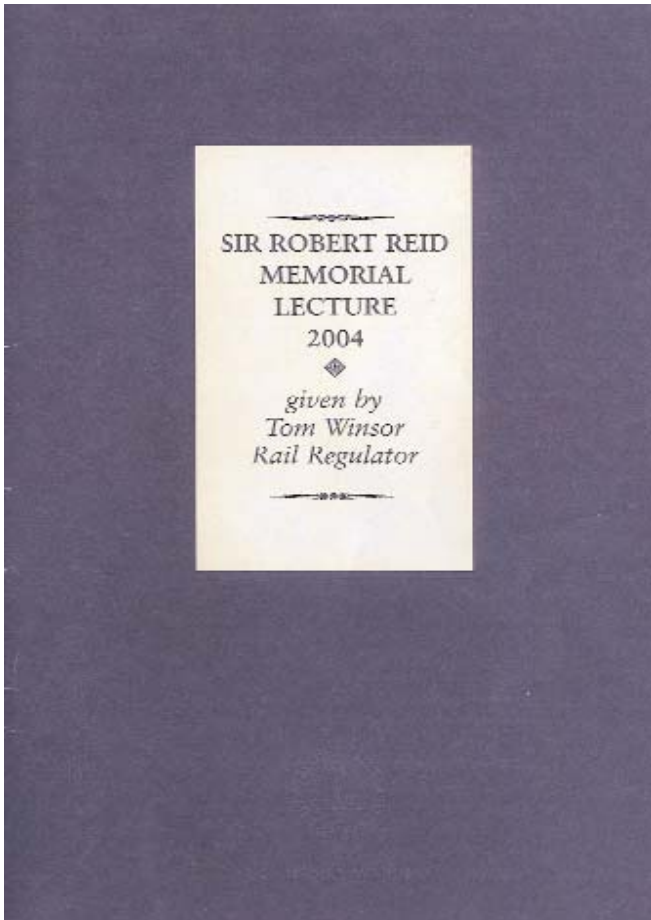 SIR ROBERT REID
MEMORIAL
LECTURE
2004
given by
Tom Winsor
Rail Regulator